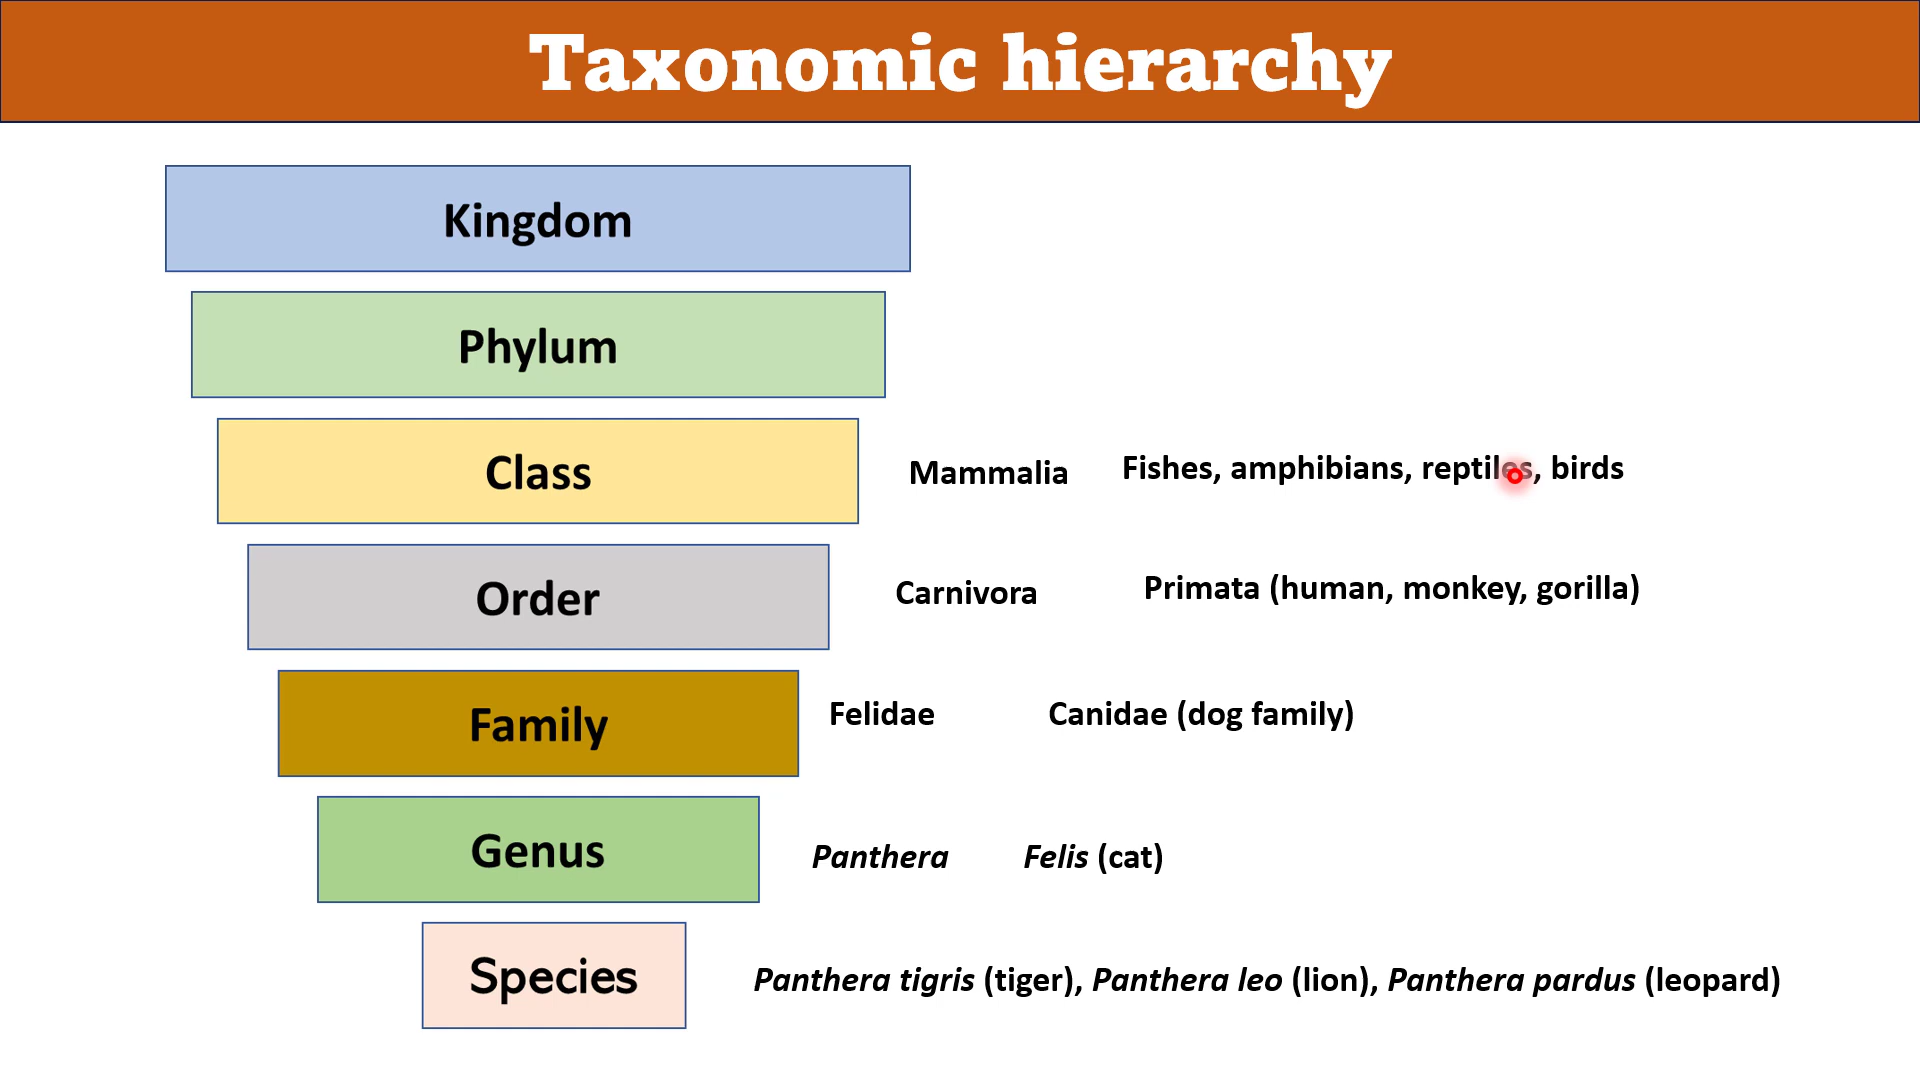 Taxonomic hierarchy
Kingdom
Phylum
Class
Mammalia
Fishes, amphibians, reptiles, birds
Order
Carnivora
Primata (human, monkey, gorilla)
Family
Felidae
Canidae (dog family)
Genus
Panthera
Felis (cat)
Species
Panthera tigris (tiger), Panthera leo (lion), Panthera pardus (leopard)